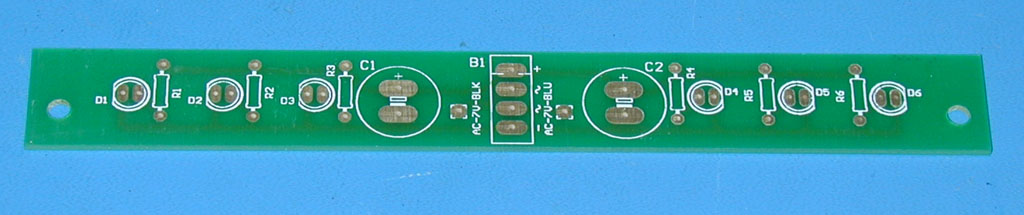 D1
R1
D2
R2
D3
R3
C1
+
AC-7V-BLK
B1
+
~
~
-
AC-7V-BLU
C2
+
R4
D4
R5
D5
R6
D6